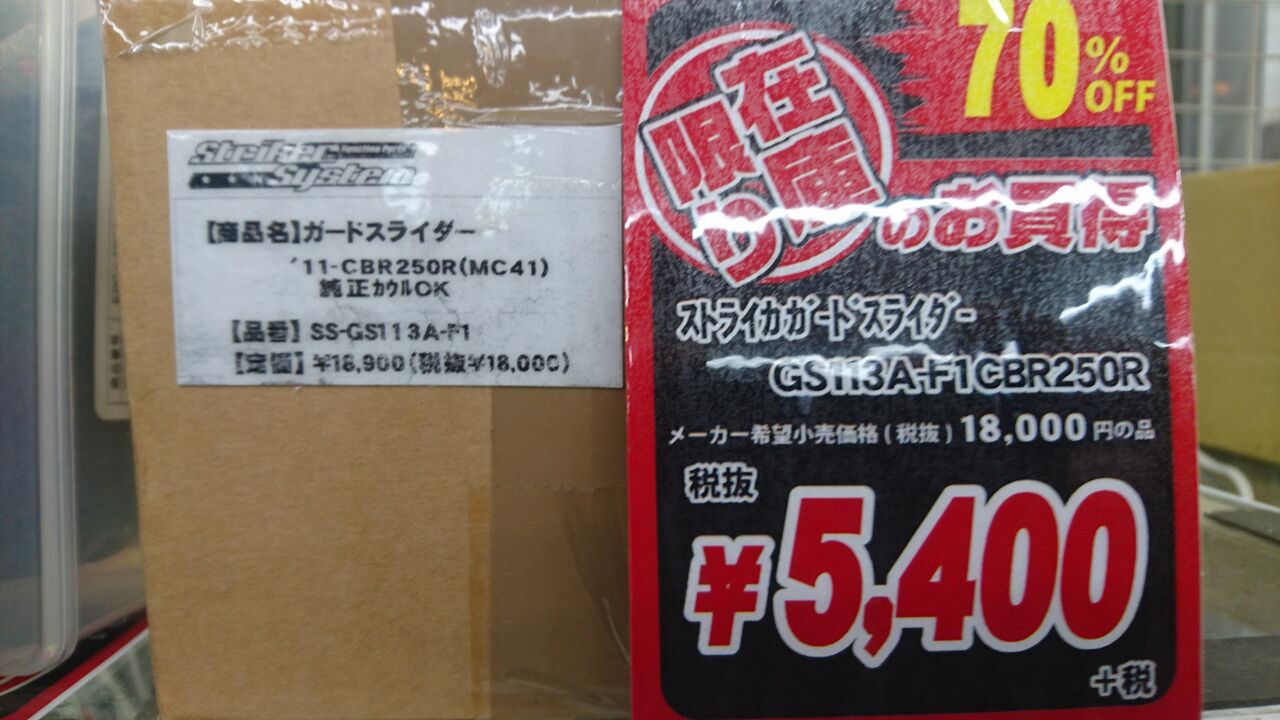 Striker Function Parts
System
【商品名】ガードスライダー
'11-CBR250R(MC41)
純正ｶｳﾙOK
【品番】SS-GS113A-F1
【定価】¥18,900(税抜¥18,000)
70%OFF
在庫限りのお買得
ストライカガードスライダー
GS113A-F1CBR250R
メーカー希望小売価格(税抜)18,000円の品
税抜
¥5,400
+税